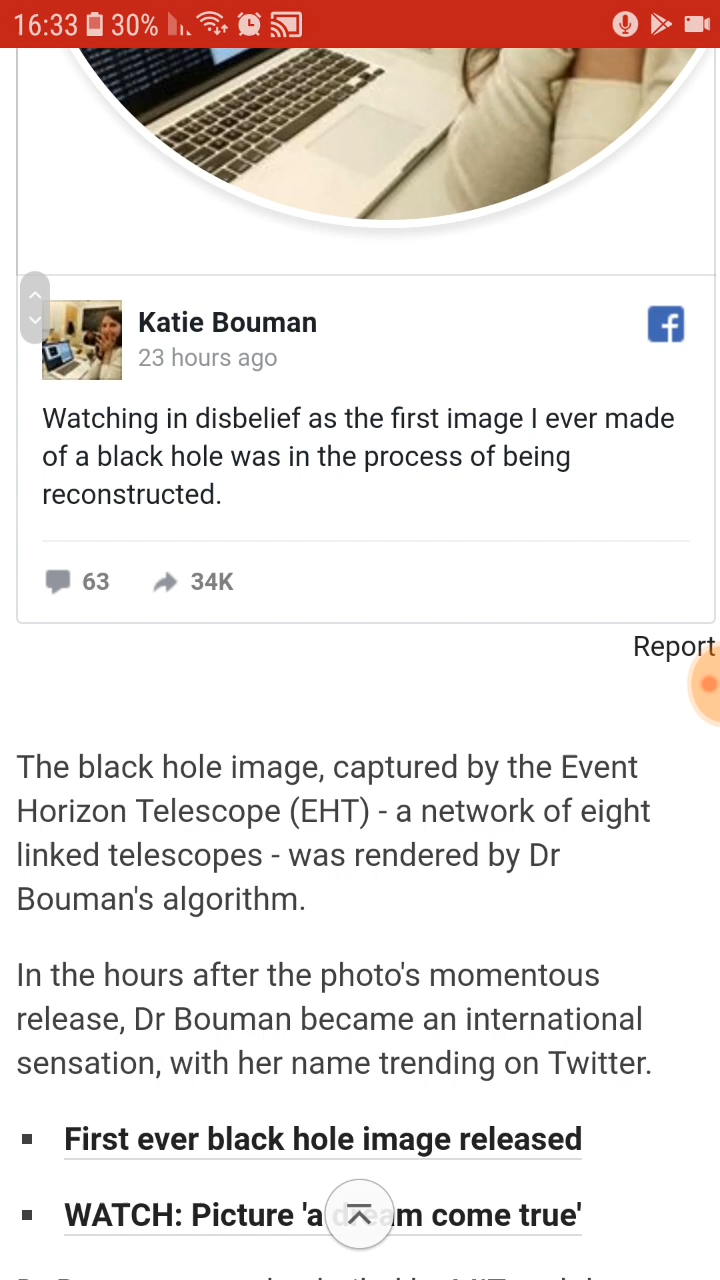 16:33 30%
Katie Bouman
23 hours ago
Watching in disbelief as the first image I ever made
of a black hole was in the process of being
reconstructed.
63 34K
Report
The black hole image, captured by the Event
Horizon Telescope (EHT) - a network of eight
linked telescopes - was rendered by Dr
Bouman's algorithm.
In the hours after the photo's momentous
release, Dr Bouman became an international
sensation, with her name trending on Twitter.
First ever black hole image released
WATCH: Picture 'a dream come true'